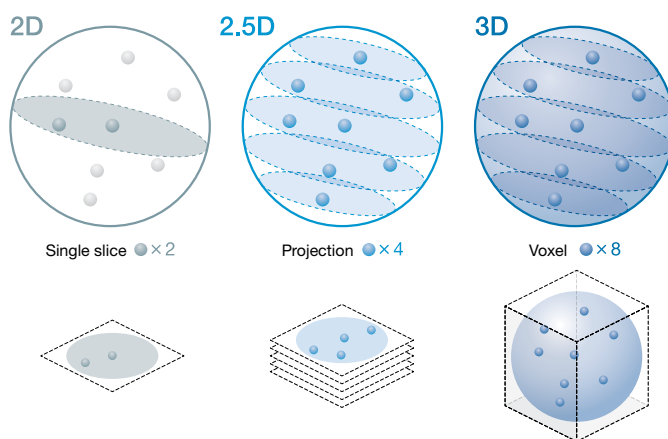 2D
2.5D
3D
Single slice ×2
Projection ×4
Voxel ×8